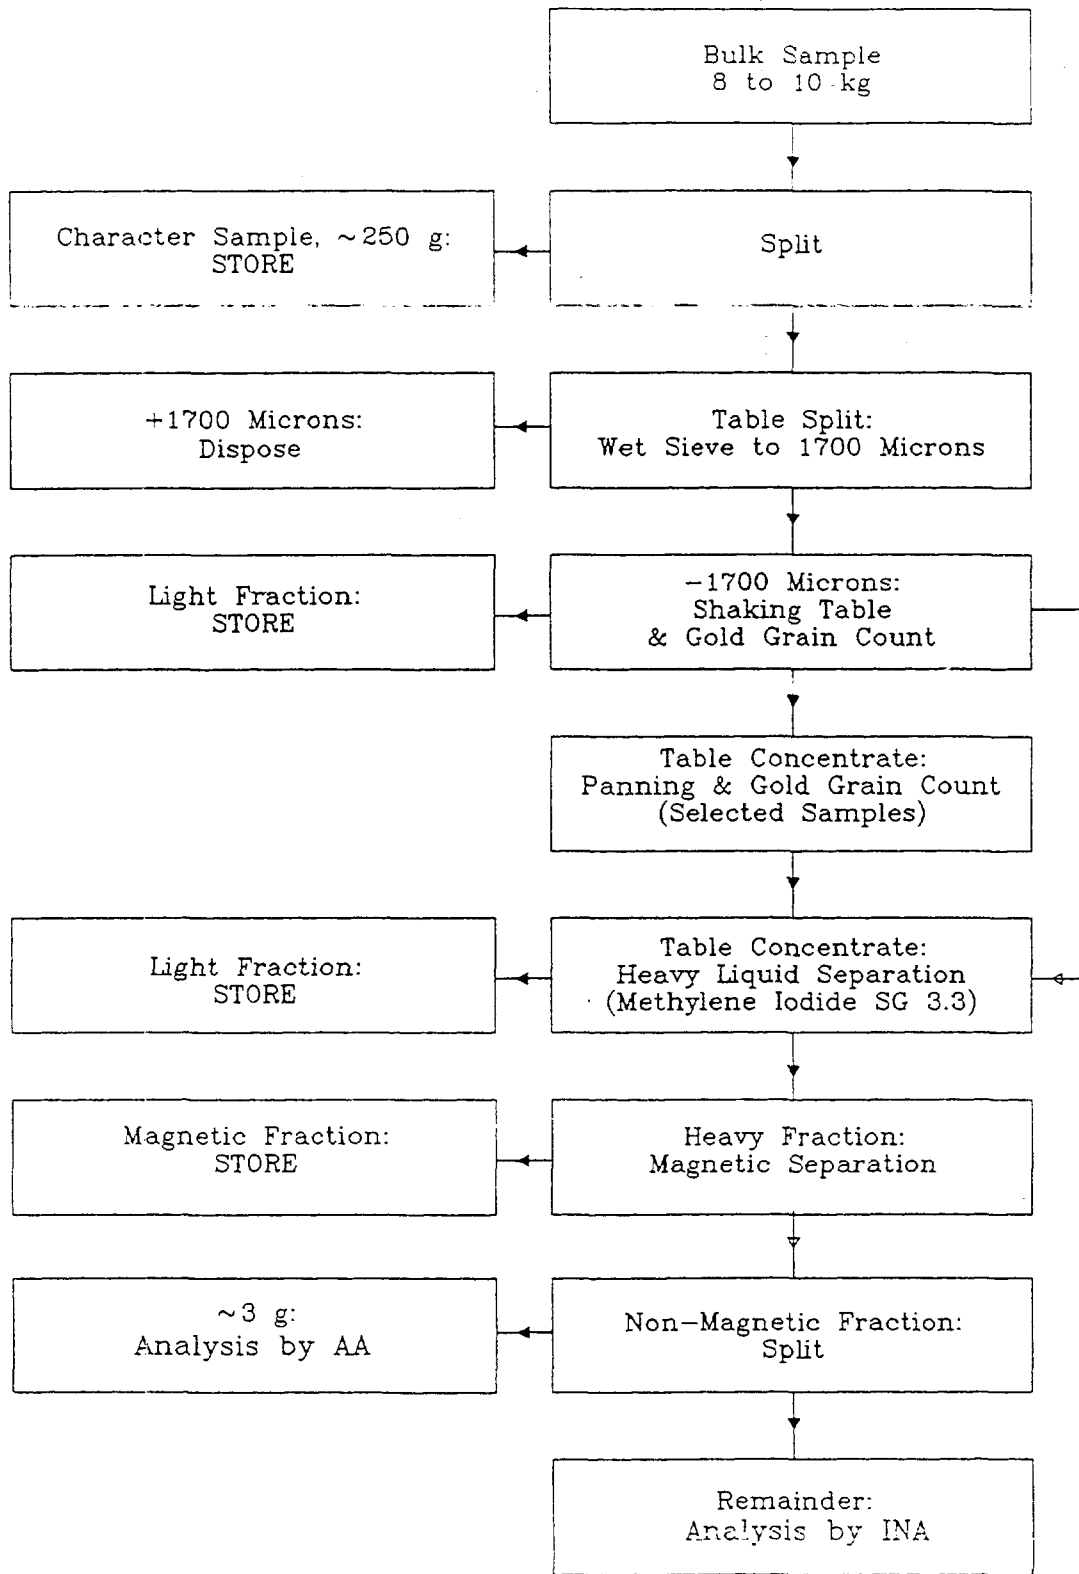 Bulk Sample
8 to 10 kg
Character Sample, ~250 g:
STORE
Split
+1700 Microns:
Dispose
Table Split:
Wet Sieve to 1700 Microns
Light Fraction:
STORE
-1700 Microns:
Shaking Table
& Gold Grain Count
Table Concentrate:
Panning & Gold Grain Count
(Selected Samples)
Light Fraction:
STORE
Table Concentrate:
Heavy Liquid Separation
(Methylene Iodide SG 3.3)
Magnetic Fraction:
STORE
Heavy Fraction:
Magnetic Separation
~3 g:
Analysis by AA
Non-Magnetic Fraction:
Split
Remainder:
Analysis by INA